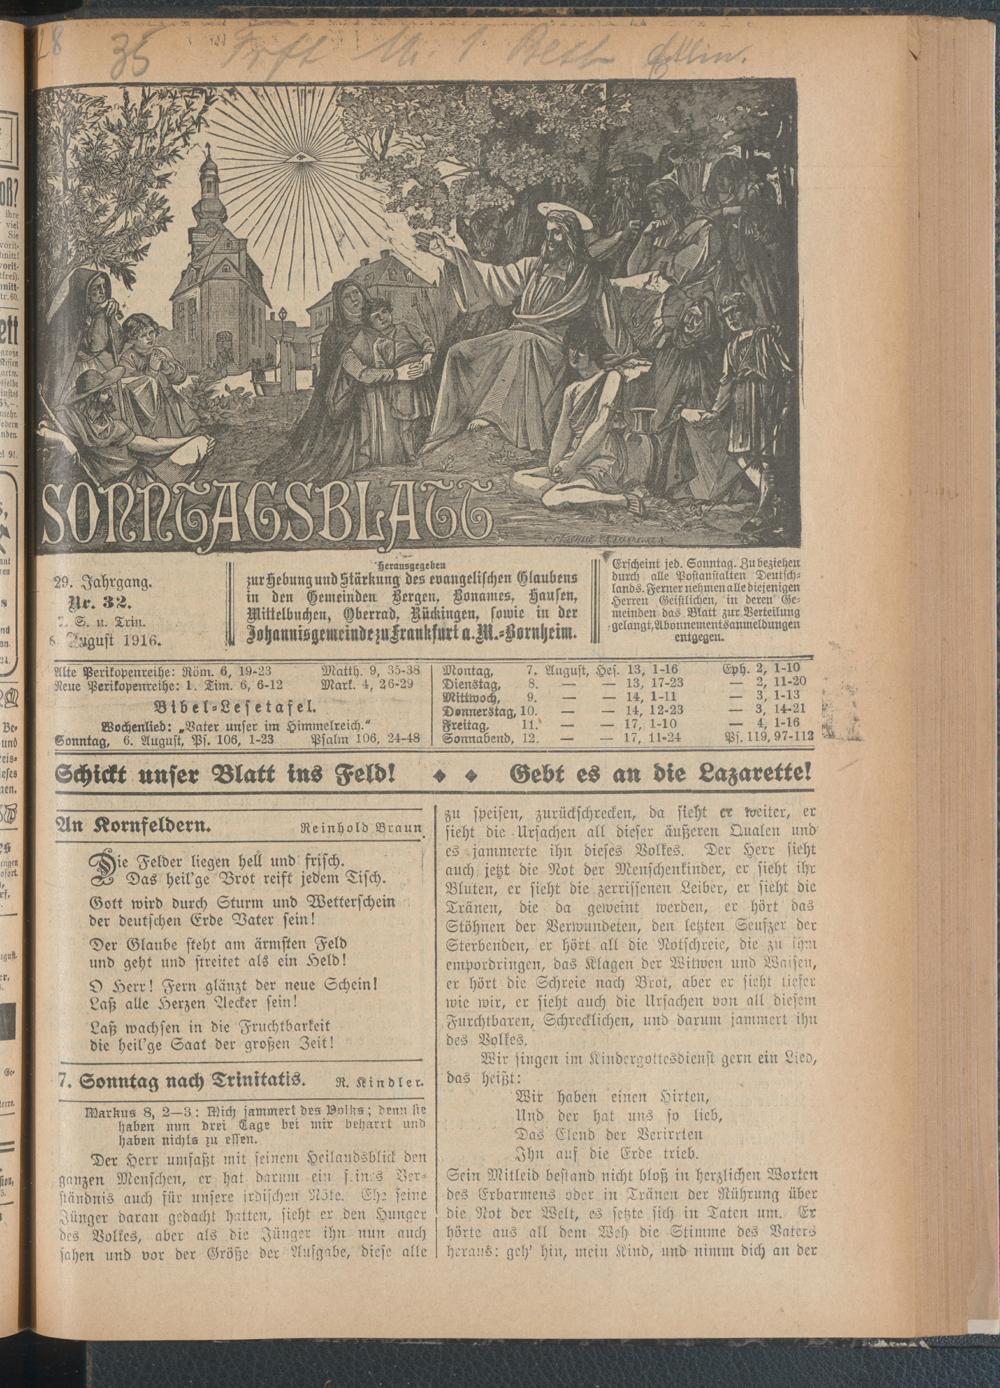 35
SONNTAGSBLATT
29. Jahrgang.
Nr. 32.
7. S. n. Trin.
August 1916.
Herausgegeben
zur Hebung und Stärkung des evangelischen Glaubens
in den Gemeinden Bergen, Bonames, Hausen,
Mittelbuchen, Oberrad, Rückingen, sowie in der
Johannisgemeinde zu Frankfurt a. M.-Bornheim.
Erscheint jed. Sonntag. Zu beziehen
durch alle Postanstalten Deutsch-
lands. Ferner nehmen alle diejenigen
Herren Geistlichen, in deren Ge-
meinden das Blatt zur Verteilung
gelangt, Abonnementsanmeldungen
entgegen.
Alte Perikopenreihe: Röm. 6, 19-23 Matth. 9, 35-38
Neue Perikopenreihe: 1. Tim. 6, 6-12 Mark. 4, 26-29
Bibel-Lesetafel.
Wochenlied: „Vater unser im Himmelreich."
Sonntag, 6. August, Ps. 106, 1-23 Psalm 106, 24-48
Montag, 7. August, Hes. 13, 1-16 Eph. 2, 1-10
Dienstag, 8. — — 13, 17-23 — 2, 11-20
Mittwoch, 9. — — 14, 1-11 — 3, 1-13
Donnerstag, 10. — — 14, 12-23 — 3, 14-21
Freitag, 11. — — 17, 1-10 — 4, 1-16
Sonnabend, 12. — — 17, 11-24 Ps. 119, 97-112
Schickt unser Blatt ins Feld! ◆ ◆ Gebt es an die Lazarette!
An Kornfeldern. Reinhold Braun.
Die Felder liegen hell und frisch.
Das heil'ge Brot reift jedem Tisch.
Gott wird durch Sturm und Wetterschein
der deutschen Erde Vater sein!
Der Glaube steht am ärmsten Feld
und geht und streitet als ein Held!
O Herr! Fern glänzt der neue Schein!
Laß alle Herzen Aecker sein!
Laß wachsen in die Fruchtbarkeit
die heil'ge Saat der großen Zeit!
7. Sonntag nach Trinitatis. R. Kindler.
Markus 8, 2—3: Mich jammert des Volks; denn sie
haben nun drei Tage bei mir beharrt und
haben nichts zu essen.
Der Herr umfaßt mit seinem Heilandsblick den
ganzen Menschen, er hat darum ein feines Ver-
ständnis auch für unsere irdischen Nöte. Ehe seine
Jünger daran gedacht hatten, sieht er den Hunger
des Volkes, aber als die Jünger ihn nun auch
sahen und vor der Größe der Aufgabe, diese alle
zu speisen, zurückschrecken, da sieht er weiter, er
sieht die Ursachen all dieser äußeren Qualen und
es jammerte ihn dieses Volkes. Der Herr sieht
auch jetzt die Not der Menschenkinder, er sieht ihr
Bluten, er sieht die zerrissenen Leiber, er sieht die
Tränen, die da geweint werden, er hört das
Stöhnen der Verwundeten, den letzten Seufzer der
Sterbenden, er hört all die Notschreie, die zu ihm
empordringen, das Klagen der Witwen und Waisen,
er hört die Schreie nach Brot, aber er sieht tiefer
wie wir, er sieht auch die Ursachen von all diesem
Furchtbaren, Schrecklichen, und darum jammert ihn
des Volkes.
Wir singen im Kindergottesdienst gern ein Lied,
das heißt:
Wir haben einen Hirten,
Und der hat uns so lieb,
Das Elend der Verirrten
Ihn auf die Erde trieb.
Sein Mitleid bestand nicht bloß in herzlichen Worten
des Erbarmens oder in Tränen der Rührung über
die Not der Welt, es setzte sich in Taten um. Er
hörte aus all dem Weh die Stimme des Vaters
heraus: geh' hin, mein Kind, und nimm dich an der